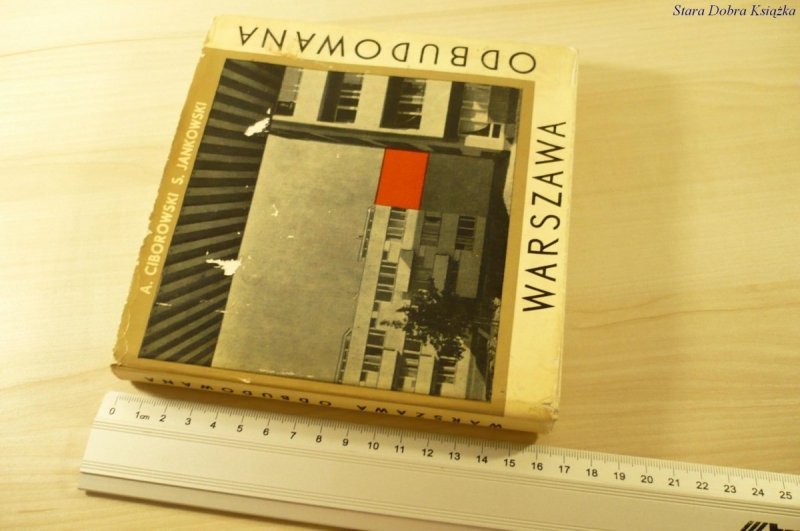 Stara Dobra Książka
ODBUDOWANA
WARSZAWA
A. CIBOROWSKI S. JANKOWSKI
WARSZAWA ODBUDOWANA
0 1cm 2 3 4 5 6 7 8 9 10 11 12 13 14 15 16 17 18 19 20 21 22 23 24 25